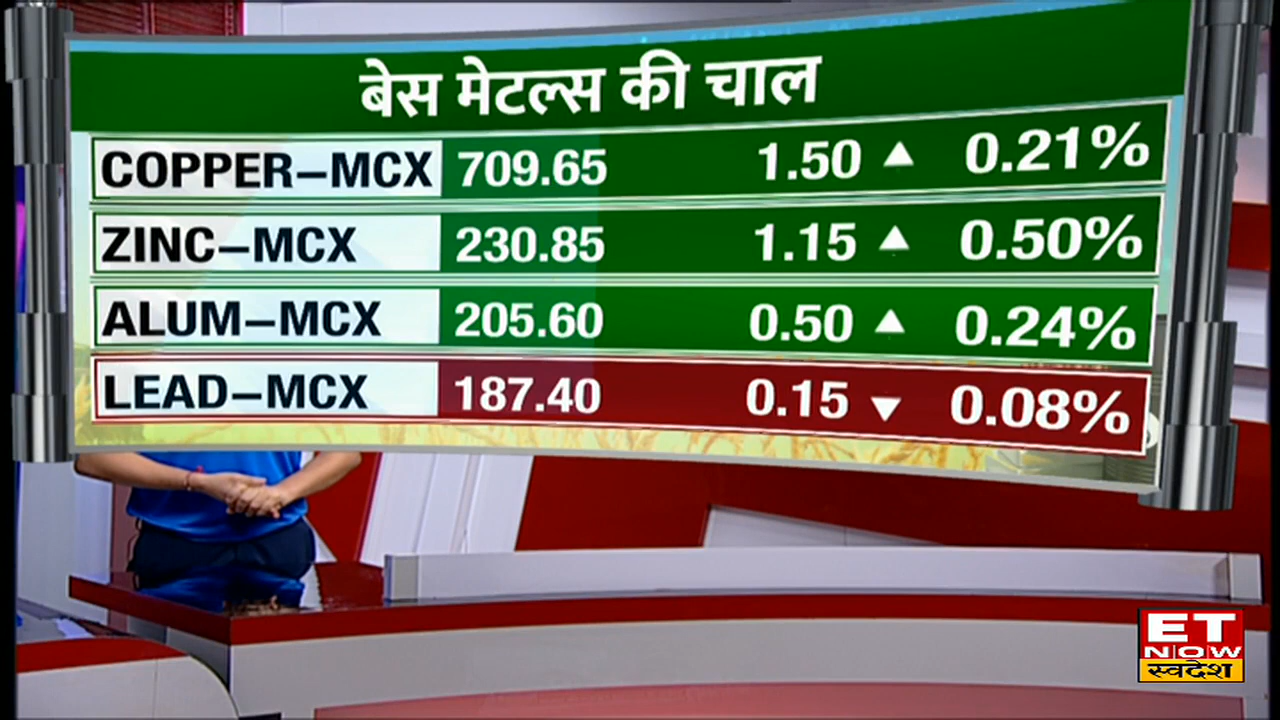 बेस मेटल्स की चाल
COPPER–MCX 709.65 1.50 ▲ 0.21%
ZINC–MCX 230.85 1.15 ▲ 0.50%
ALUM–MCX 205.60 0.50 ▲ 0.24%
LEAD–MCX 187.40 0.15 ▼ 0.08%
ET
NOW
स्वदेश